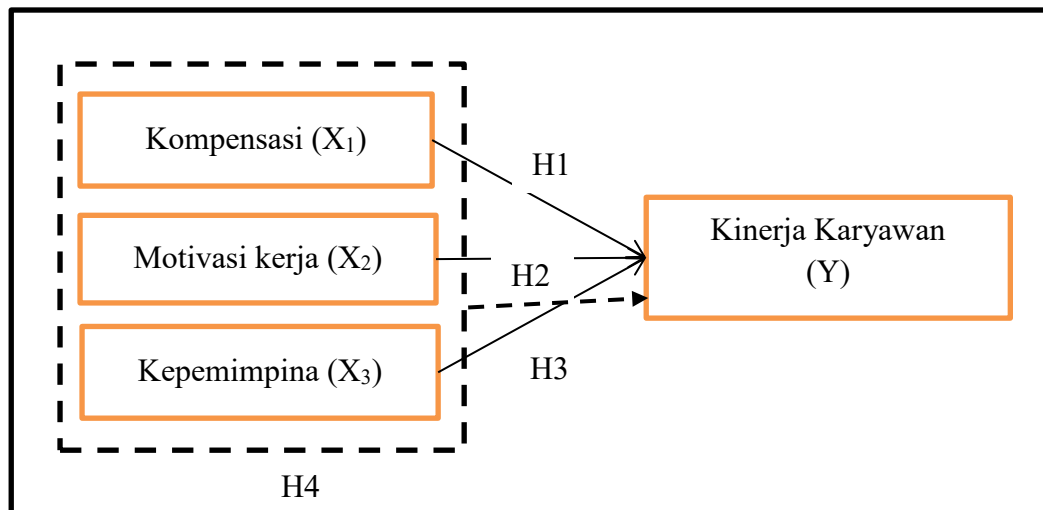 Kompensasi (X₁)
H1
Kinerja Karyawan
(Y)
Motivasi kerja (X₂)
H2
Kepemimpina (X₃)
H3
H4